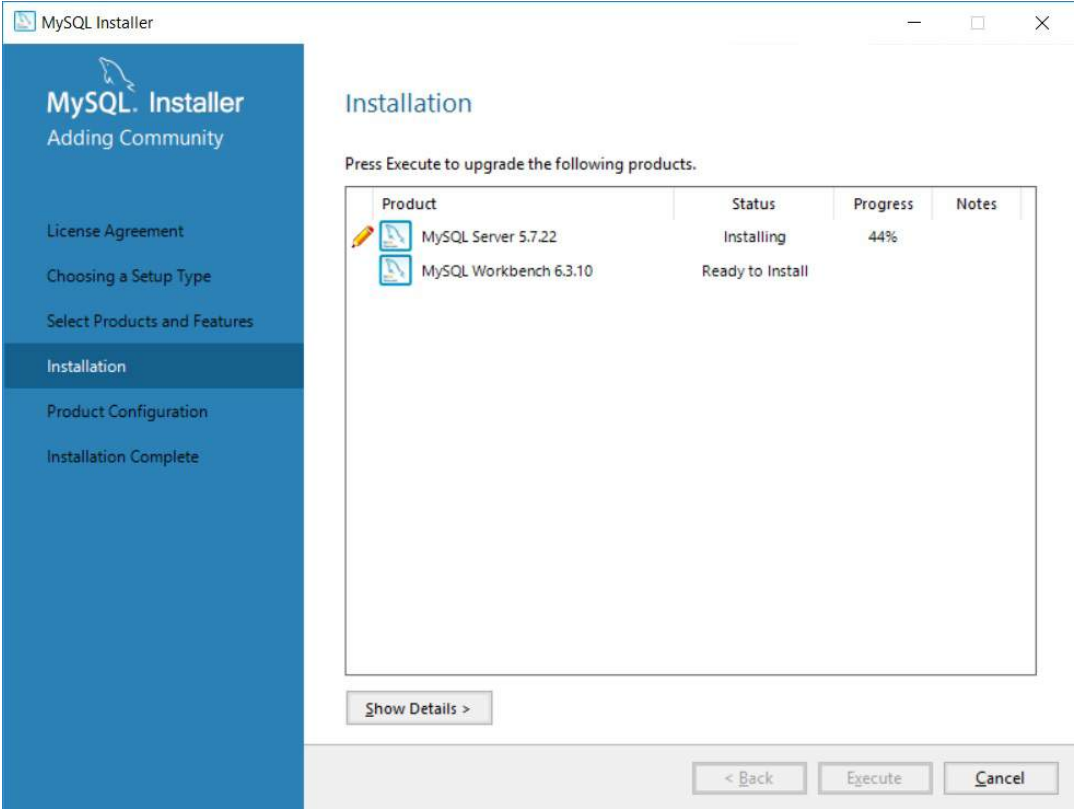 MySQL Installer
MySQL. Installer
Adding Community
License Agreement
Choosing a Setup Type
Select Products and Features
Installation
Product Configuration
Installation Complete
Installation
Press Execute to upgrade the following products.
Product Status Progress Notes
MySQL Server 5.7.22 Installing 44%
MySQL Workbench 6.3.10 Ready to Install
Show Details >
< Back Execute Cancel